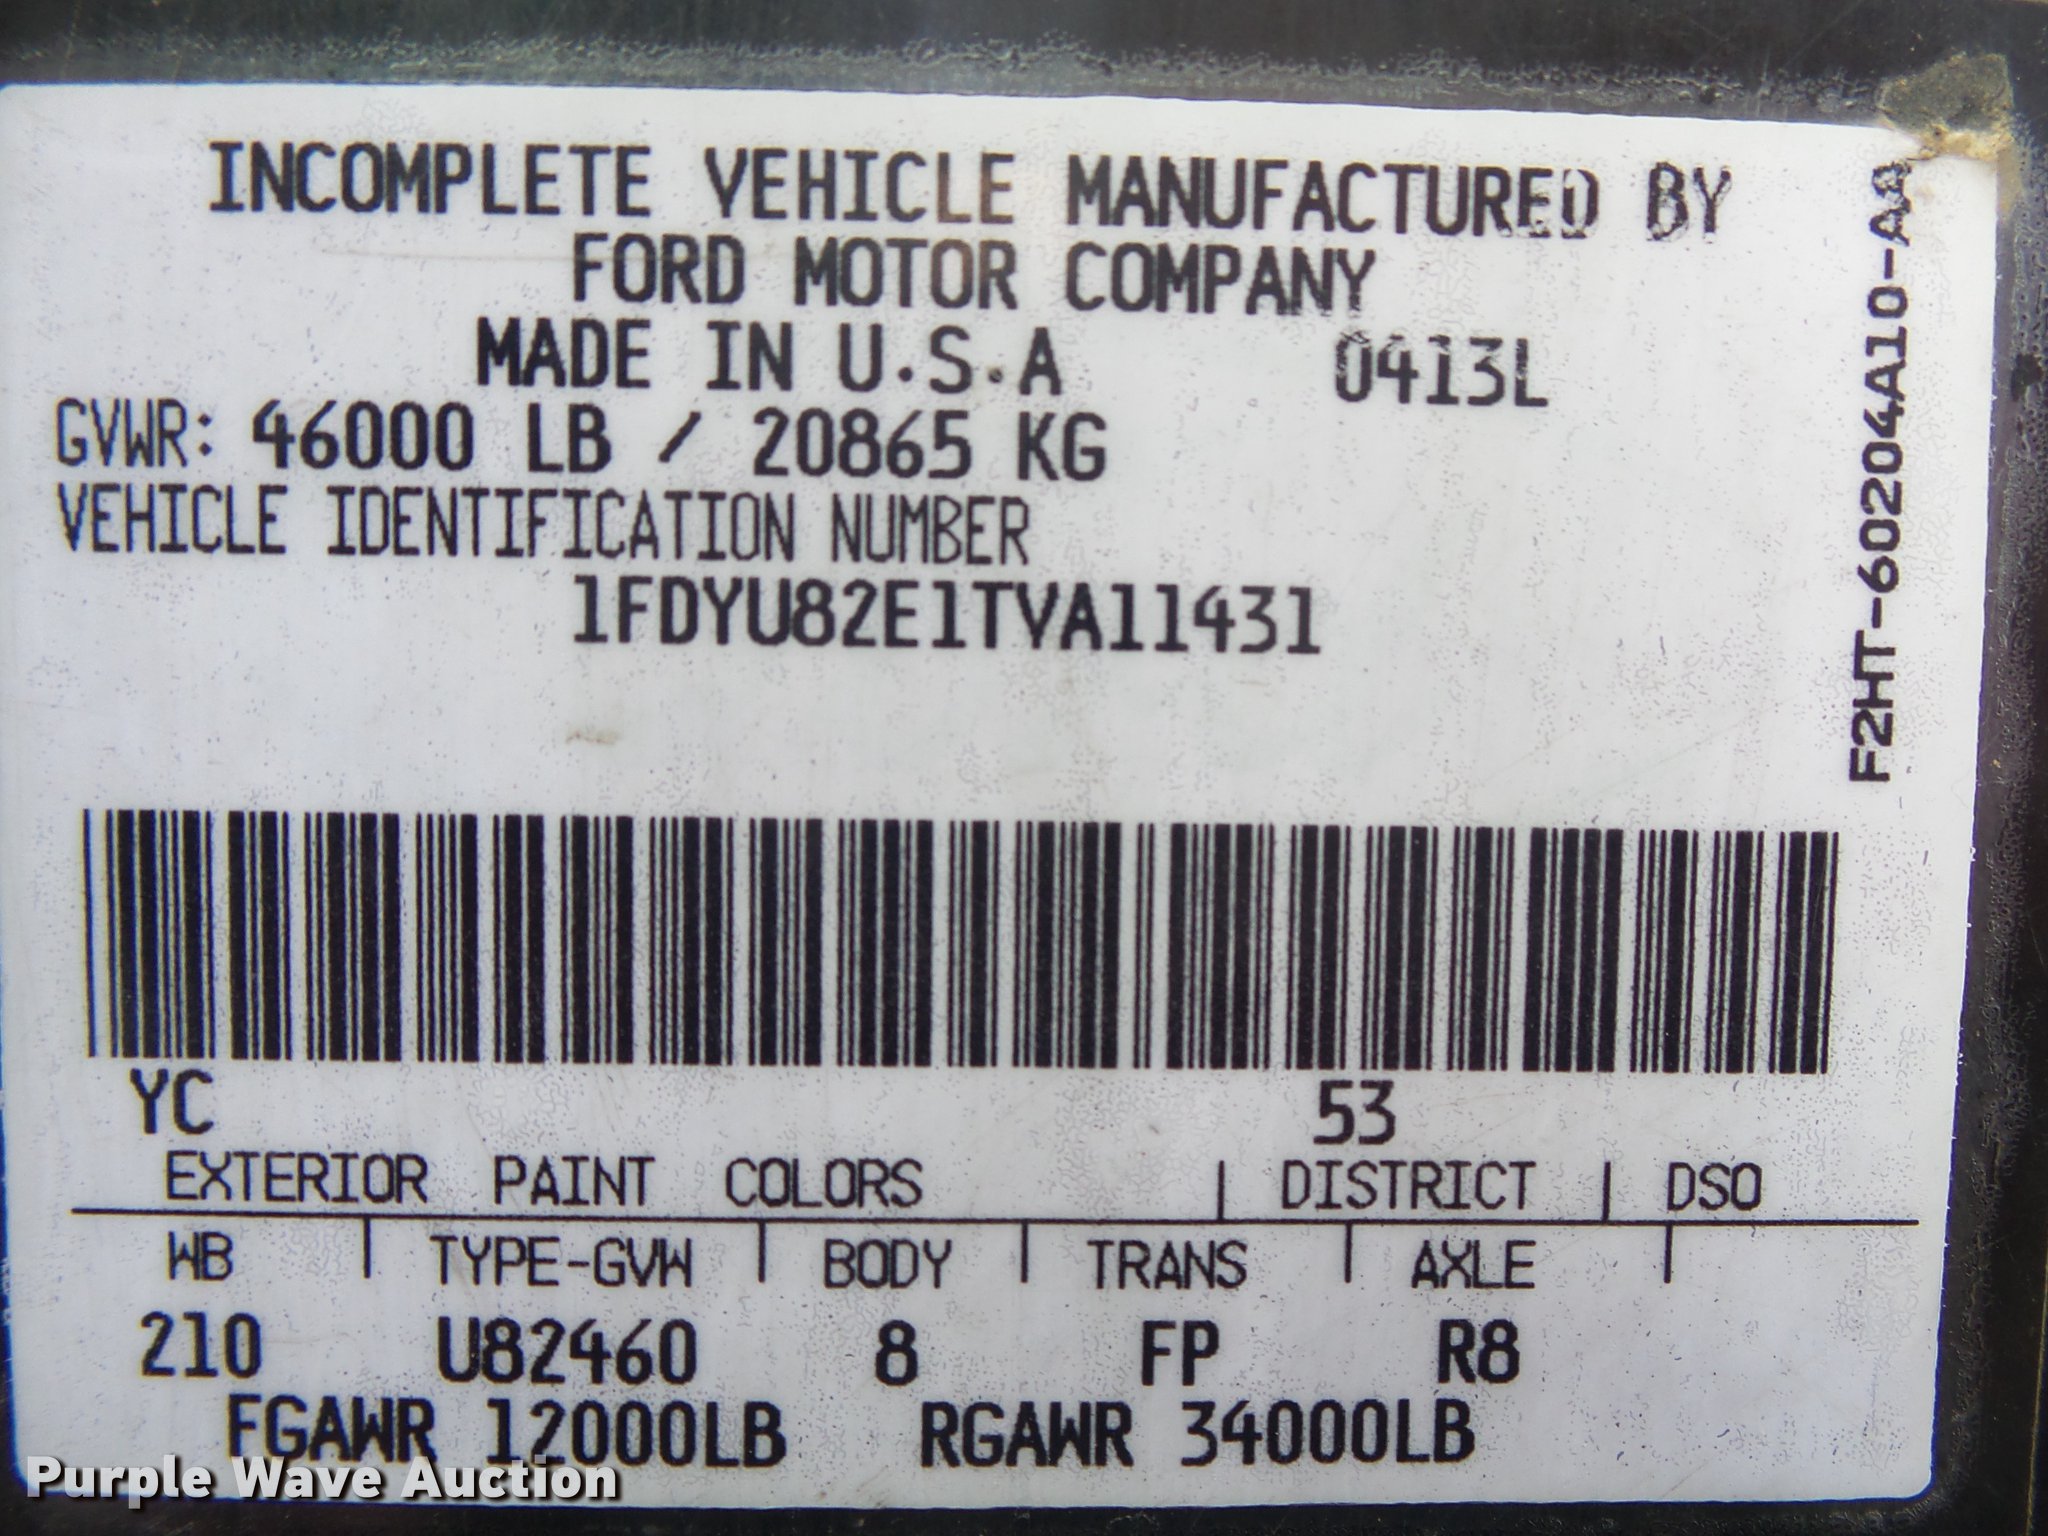 INCOMPLETE VEHICLE MANUFACTURED BY
FORD MOTOR COMPANY
MADE IN U.S.A 0413L
GVWR: 46000 LB / 20865 KG
VEHICLE IDENTIFICATION NUMBER
1FDYU82E1TVA11431
F2HT-60204A10-AA
YC 53
EXTERIOR PAINT COLORS | DISTRICT | DSO
WB | TYPE-GVW | BODY | TRANS | AXLE |
210 U82460 8 FP R8
FGAWR 12000LB RGAWR 34000LB
Purple Wave Auction